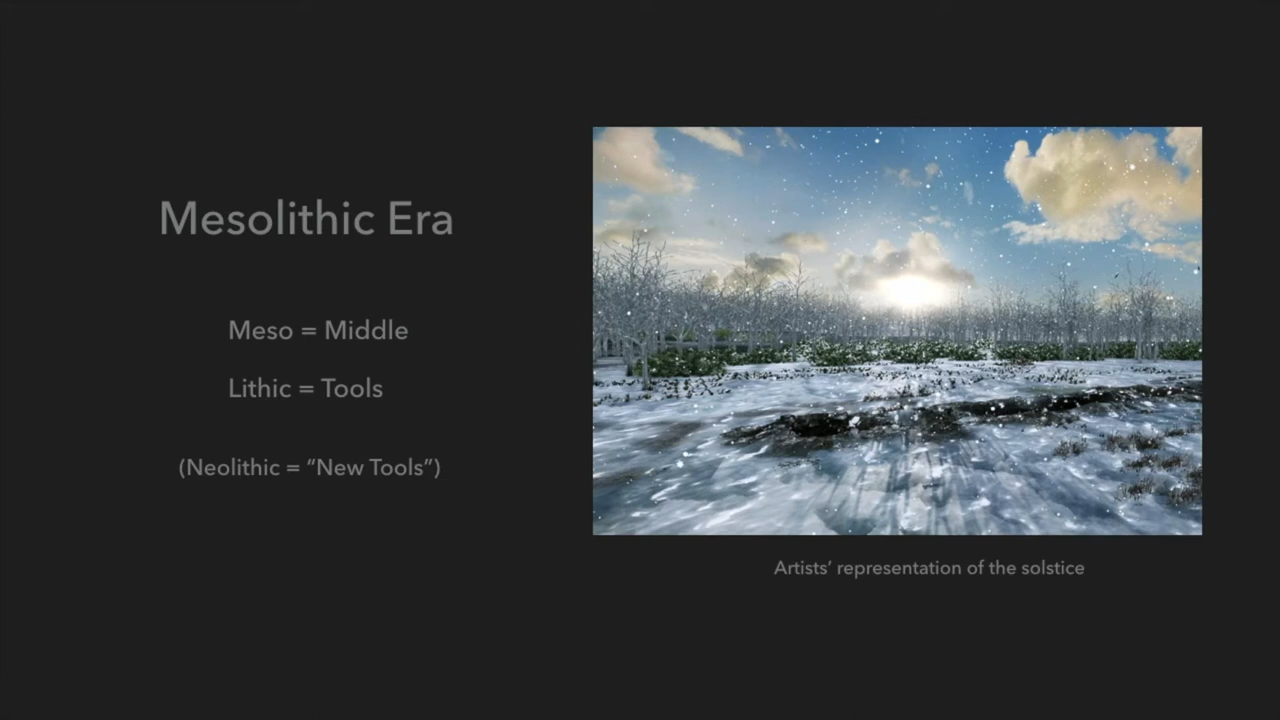 Mesolithic Era
Meso = Middle
Lithic = Tools
(Neolithic = “New Tools”)
Artists’ representation of the solstice